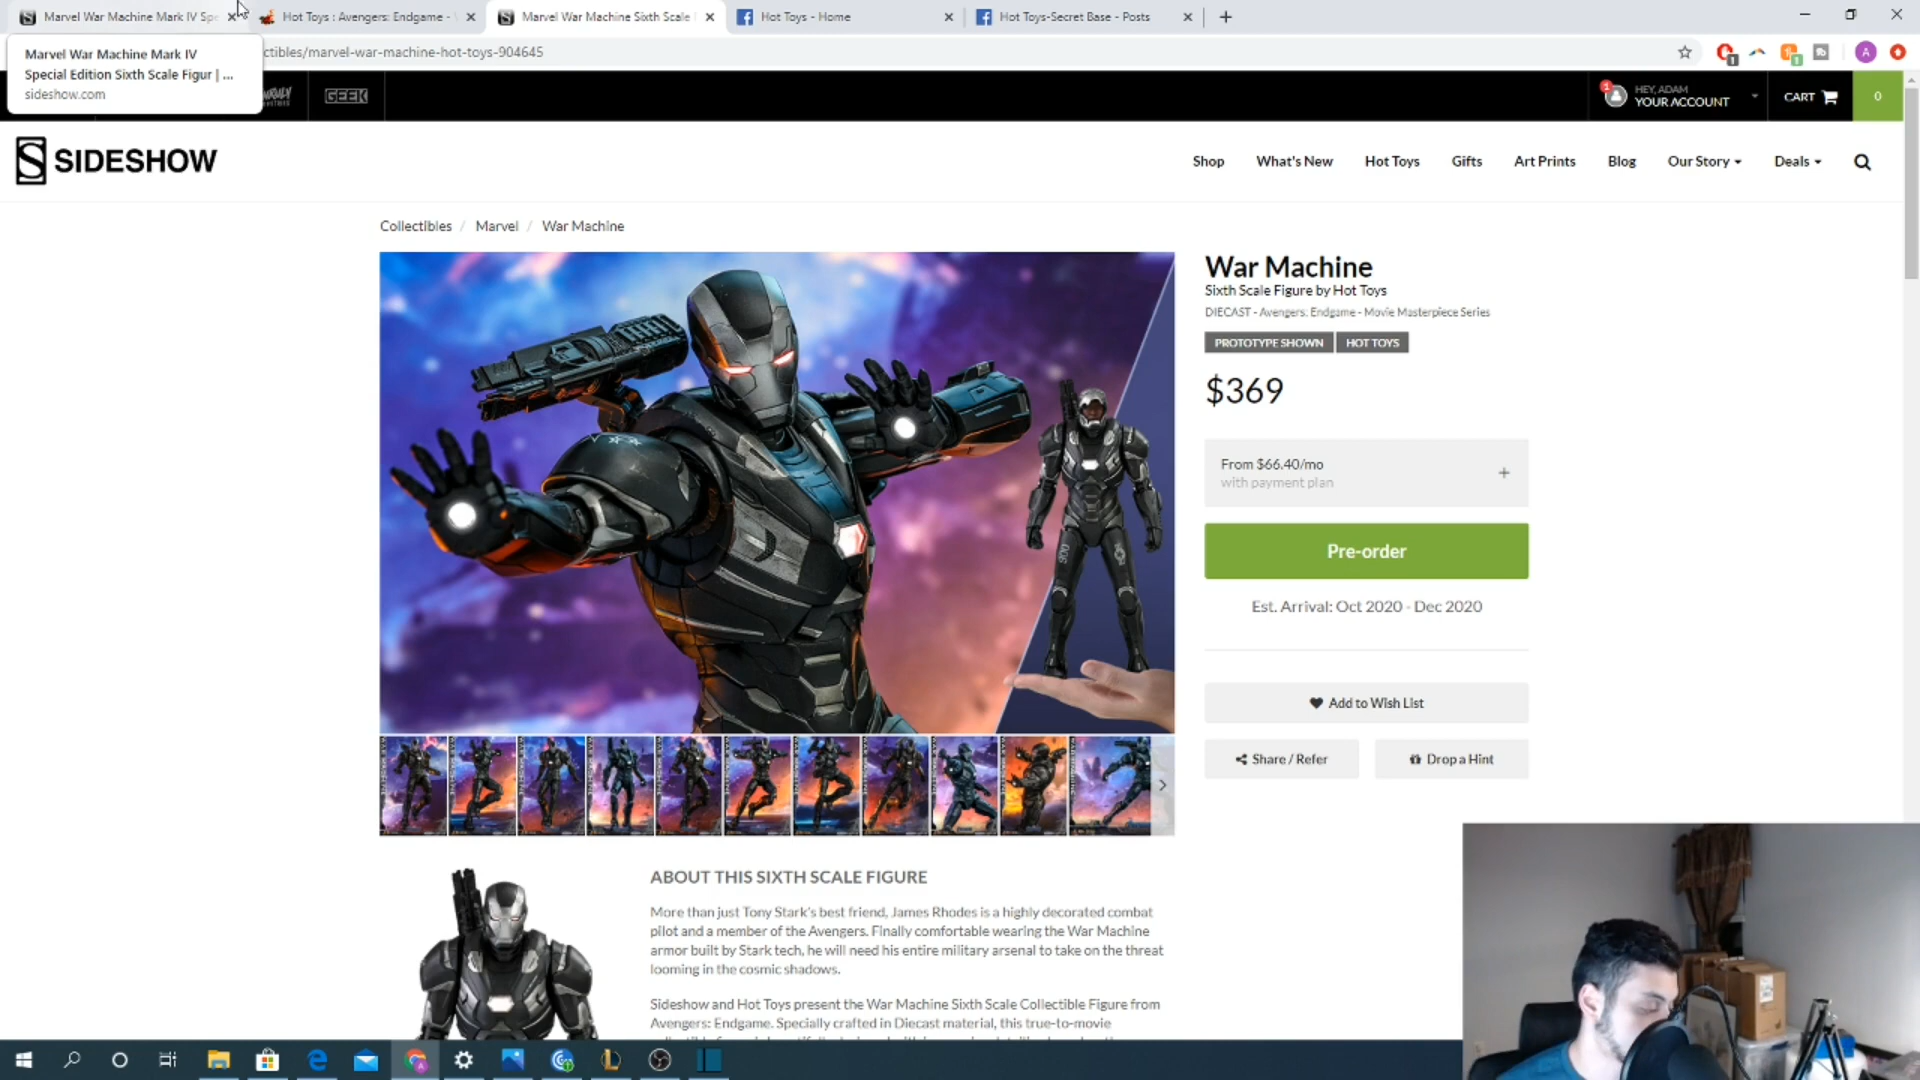 Marvel War Machine Mark IV Spe
Hot Toys : Avengers: Endgame -
Marvel War Machine Sixth Scale
Hot Toys - Home
Hot Toys-Secret Base - Posts
Marvel War Machine Mark IV
Special Edition Sixth Scale Figur | ...
sideshow.com
ctibles/marvel-war-machine-hot-toys-904645
GEEK
1
HEY, ADAM
YOUR ACCOUNT
CART
0
SIDESHOW
Shop
What's New
Hot Toys
Gifts
Art Prints
Blog
Our Story
Deals
Collectibles / Marvel / War Machine
War Machine
Sixth Scale Figure by Hot Toys
DIECAST - Avengers: Endgame - Movie Masterpiece Series
PROTOTYPE SHOWN
HOT TOYS
$369
From $66.40/mo
with payment plan
Pre-order
Est. Arrival: Oct 2020 - Dec 2020
Add to Wish List
Share / Refer
Drop a Hint
ABOUT THIS SIXTH SCALE FIGURE
More than just Tony Stark's best friend, James Rhodes is a highly decorated combat
pilot and a member of the Avengers. Finally comfortable wearing the War Machine
armor built by Stark tech, he will need his entire military arsenal to take on the threat
looming in the cosmic shadows.
Sideshow and Hot Toys present the War Machine Sixth Scale Collectible Figure from
Avengers: Endgame. Specially crafted in Diecast material, this true-to-movie